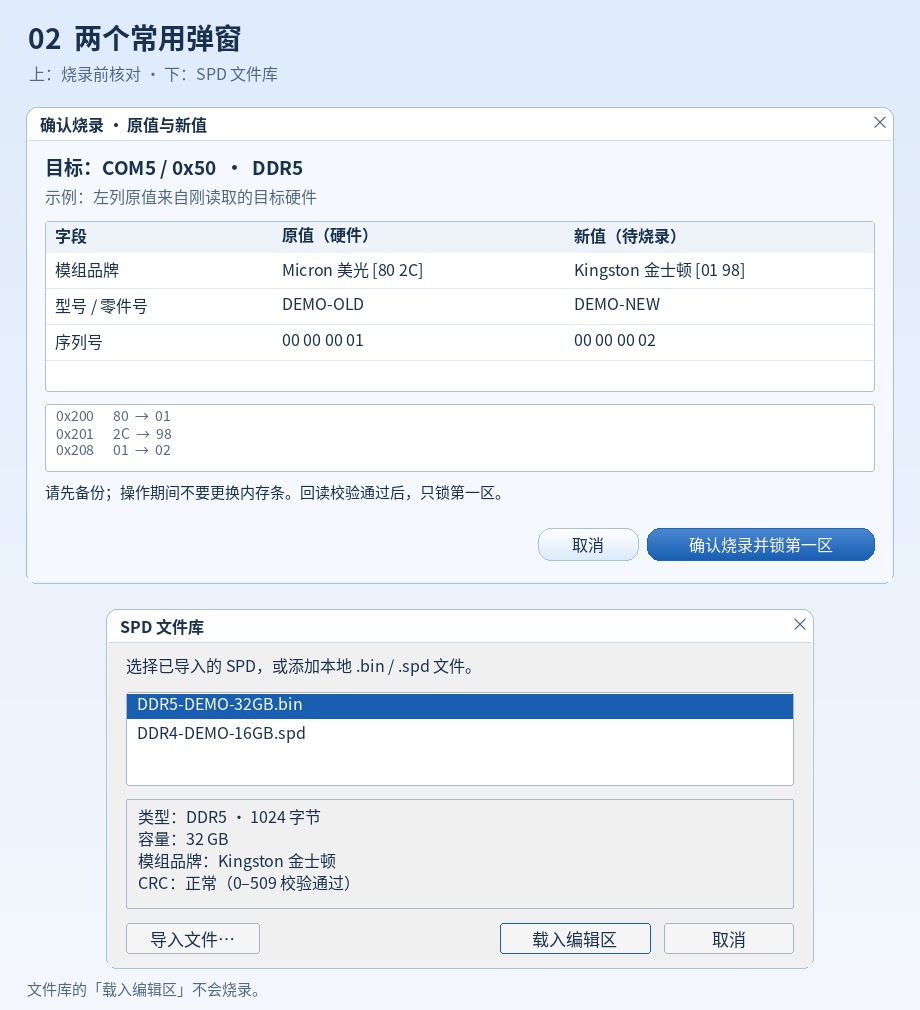 02 两个常用弹窗
上：烧录前核对 · 下：SPD 文件库
确认烧录 · 原值与新值
目标：COM5 / 0x50 · DDR5
示例：左列原值来自刚读取的目标硬件
字段 原值（硬件） 新值（待烧录）
模组品牌 Micron 美光 [80 2C] Kingston 金士顿 [01 98]
型号 / 零件号 DEMO-OLD DEMO-NEW
序列号 00 00 00 01 00 00 00 02
0x200 80 → 01
0x201 2C → 98
0x208 01 → 02
请先备份；操作期间不要更换内存条。回读校验通过后，只锁第一区。
取消 确认烧录并锁第一区
SPD 文件库
选择已导入的 SPD，或添加本地 .bin / .spd 文件。
DDR5-DEMO-32GB.bin
DDR4-DEMO-16GB.spd
类型：DDR5 · 1024 字节
容量：32 GB
模组品牌：Kingston 金士顿
CRC：正常（0–509 校验通过）
导入文件… 载入编辑区 取消
文件库的「载入编辑区」不会烧录。